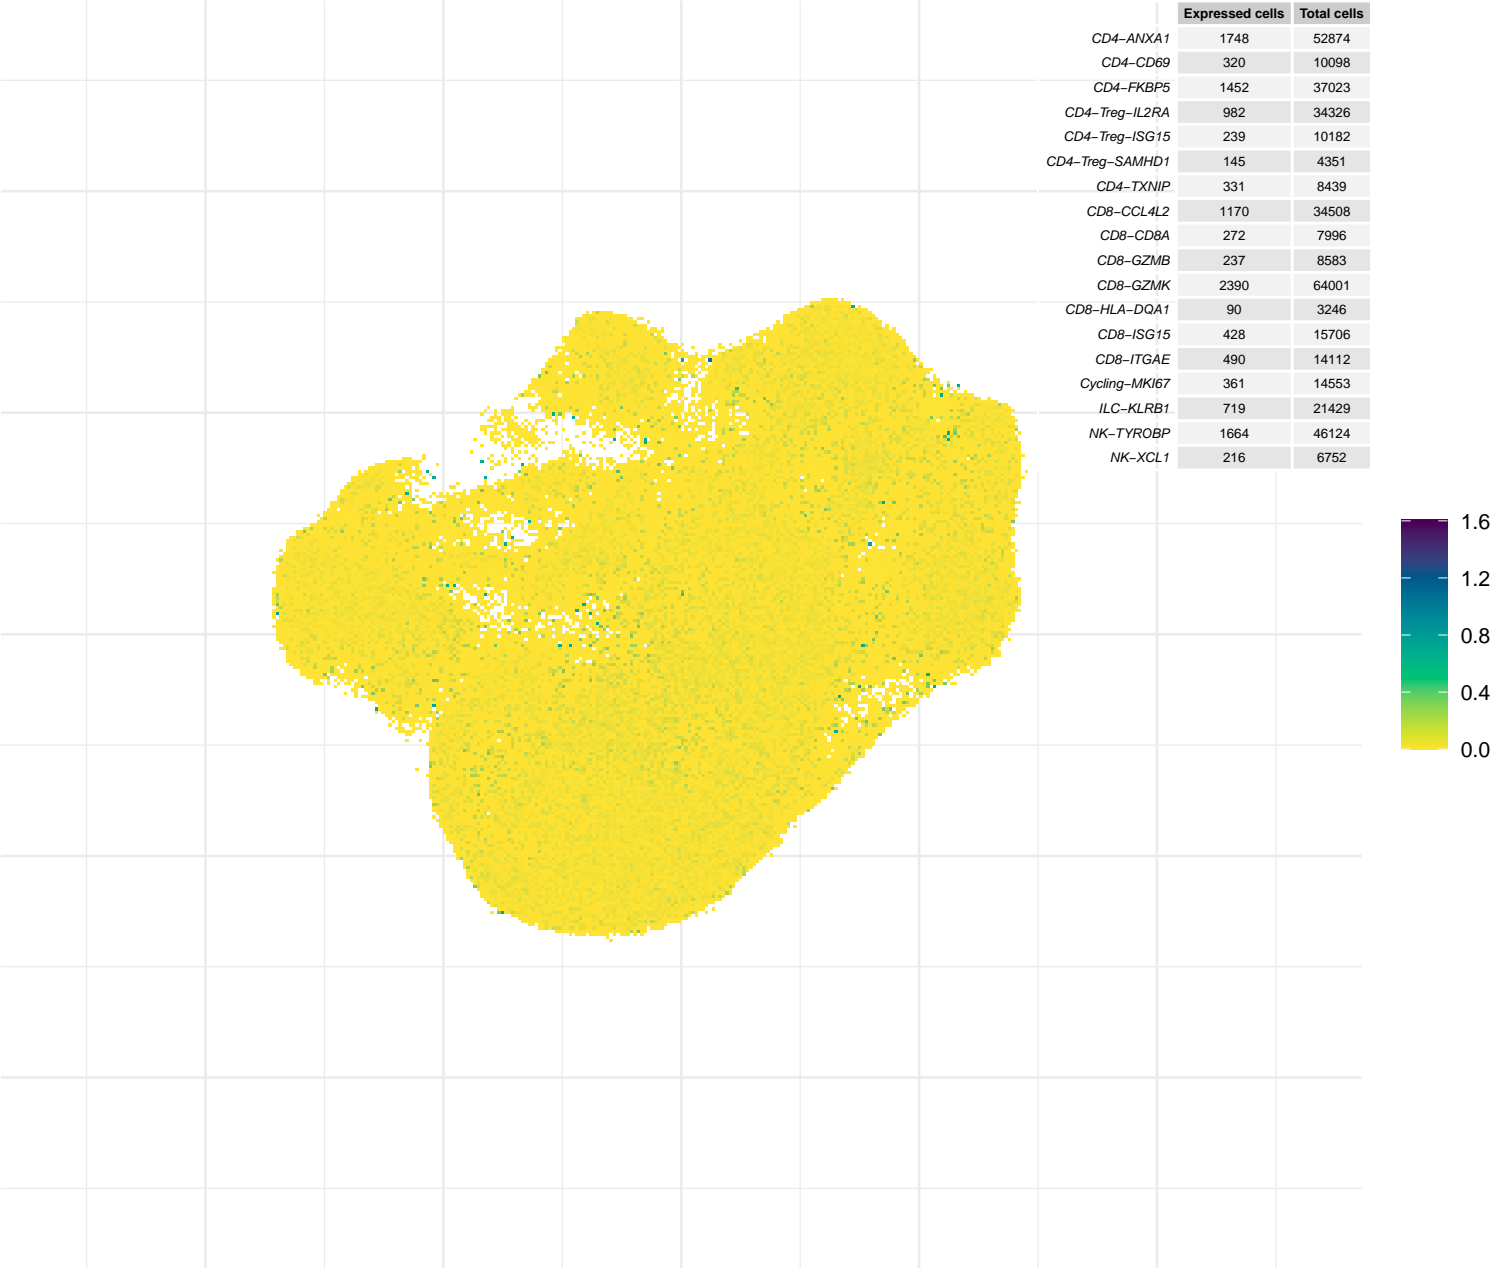 Expressed cells Total cells
CD4−ANXA1 1748 52874
CD4−CD69 320 10098
CD4−FKBP5 1452 37023
CD4−Treg−IL2RA 982 34326
CD4−Treg−ISG15 239 10182
CD4−Treg−SAMHD1 145 4351
CD4−TXNIP 331 8439
CD8−CCL4L2 1170 34508
CD8−CD8A 272 7996
CD8−GZMB 237 8583
CD8−GZMK 2390 64001
CD8−HLA−DQA1 90 3246
CD8−ISG15 428 15706
CD8−ITGAE 490 14112
Cycling−MKI67 361 14553
ILC−KLRB1 719 21429
NK−TYROBP 1664 46124
NK−XCL1 216 6752
1.6
1.2
0.8
0.4
0.0